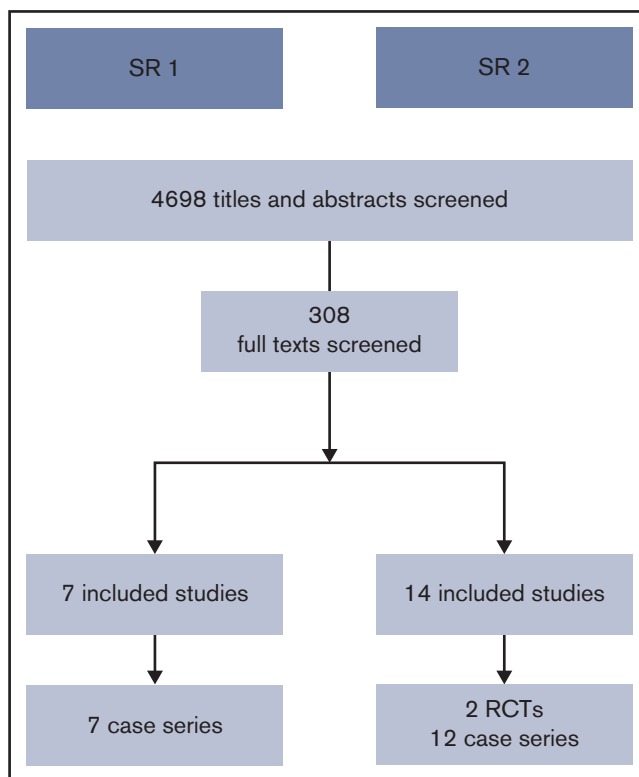 SR 1
SR 2
4698 titles and abstracts screened
308
full texts screened
7 included studies
14 included studies
7 case series
2 RCTs
12 case series